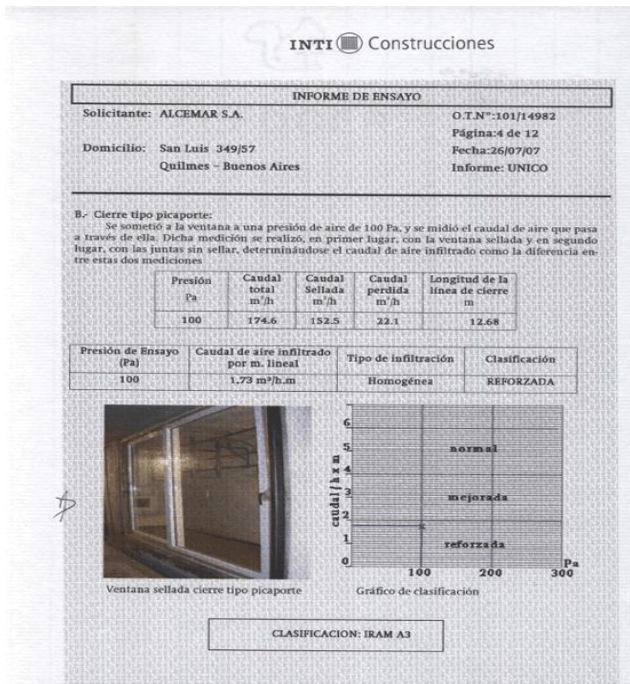 INTI Construcciones
INFORME DE ENSAYO
Solicitante: ALCEMAR S.A.
O.T.N°:101/14982
Página:4 de 12
Domicilio: San Luis 349/57
Fecha:26/07/07
Quilmes – Buenos Aires
Informe: UNICO
B.- Cierre tipo picaporte:
Se sometió a la ventana a una presión de aire de 100 Pa, y se midió el caudal de aire que pasa
a través de ella. Dicha medición se realizó, en primer lugar, con la ventana sellada y en segundo
lugar, con las juntas sin sellar, determinándose el caudal de aire infiltrado como la diferencia en-
tre estas dos mediciones
Presión Pa | Caudal total m³/h | Caudal Sellada m³/h | Caudal perdida m³/h | Longitud de la línea de cierre m
100 174.6 152.5 22.1 12.68
Presión de Ensayo (Pa) | Caudal de aire infiltrado por m. lineal | Tipo de infiltración | Clasificación
100 1,73 m³/h.m Homogénea REFORZADA
caudal / h x m
6
5
4
3
2
1
0
normal
mejorada
reforzada
Pa
100 200 300
Ventana sellada cierre tipo picaporte
Gráfico de clasificación
CLASIFICACION: IRAM A3